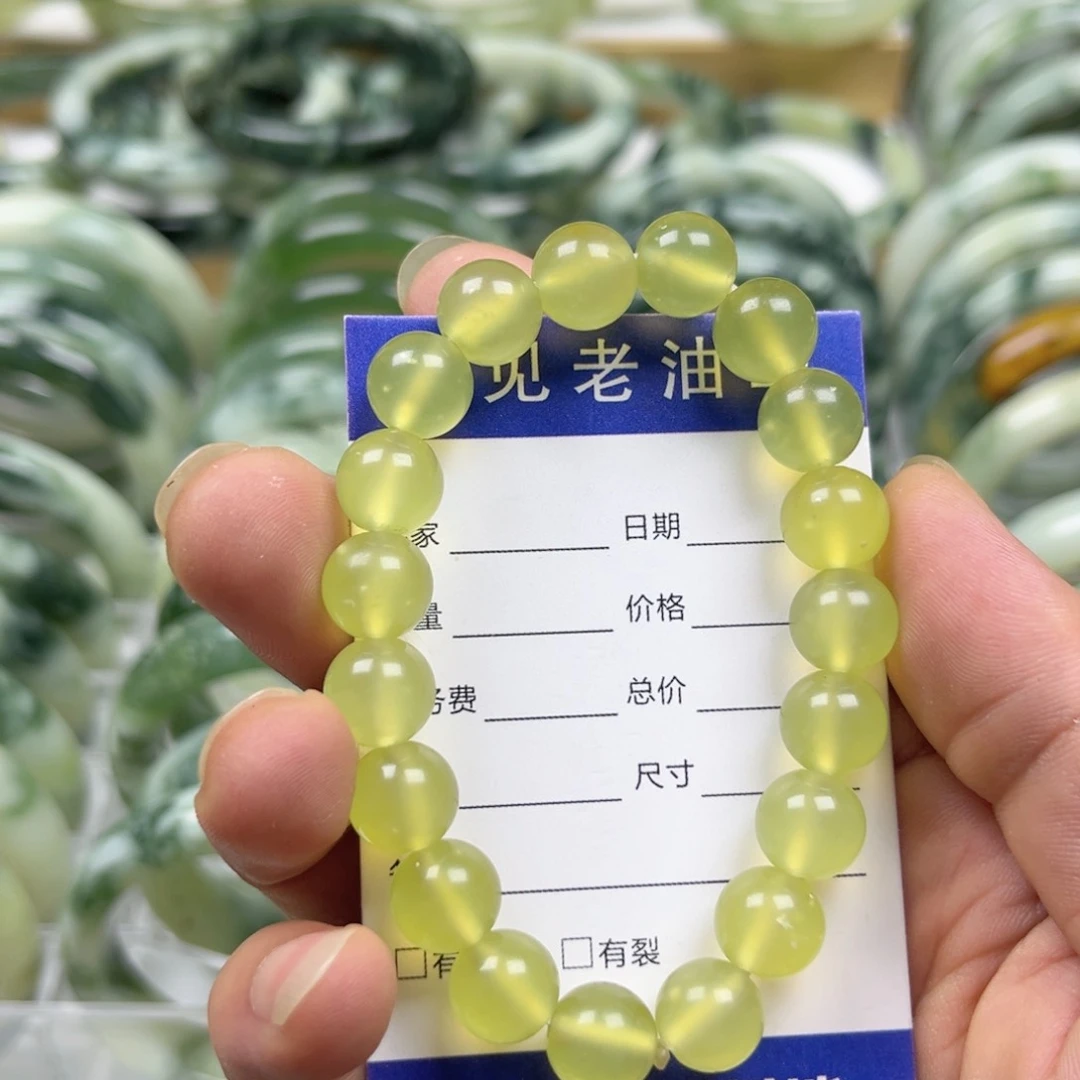 见老油
家 日期
量 价格
务费 总价
尺寸
有 有裂